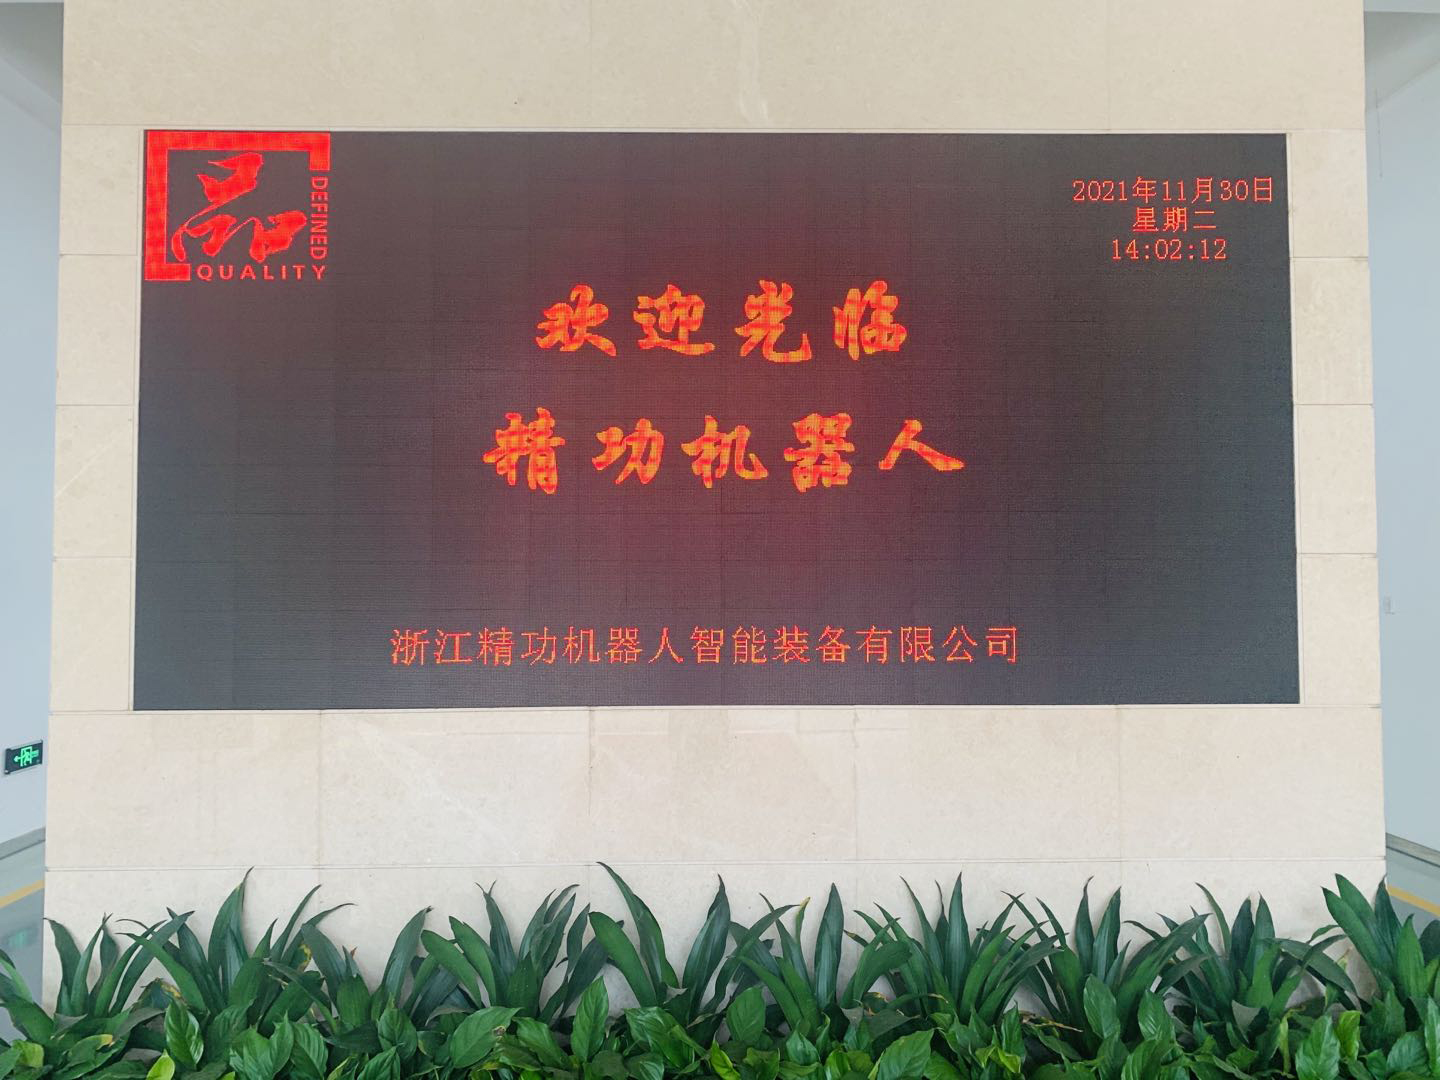 品
DEFINED
QUALITY
2021年11月30日
星期二
14:02:12
欢迎光临
精功机器人
浙江精功机器人智能装备有限公司